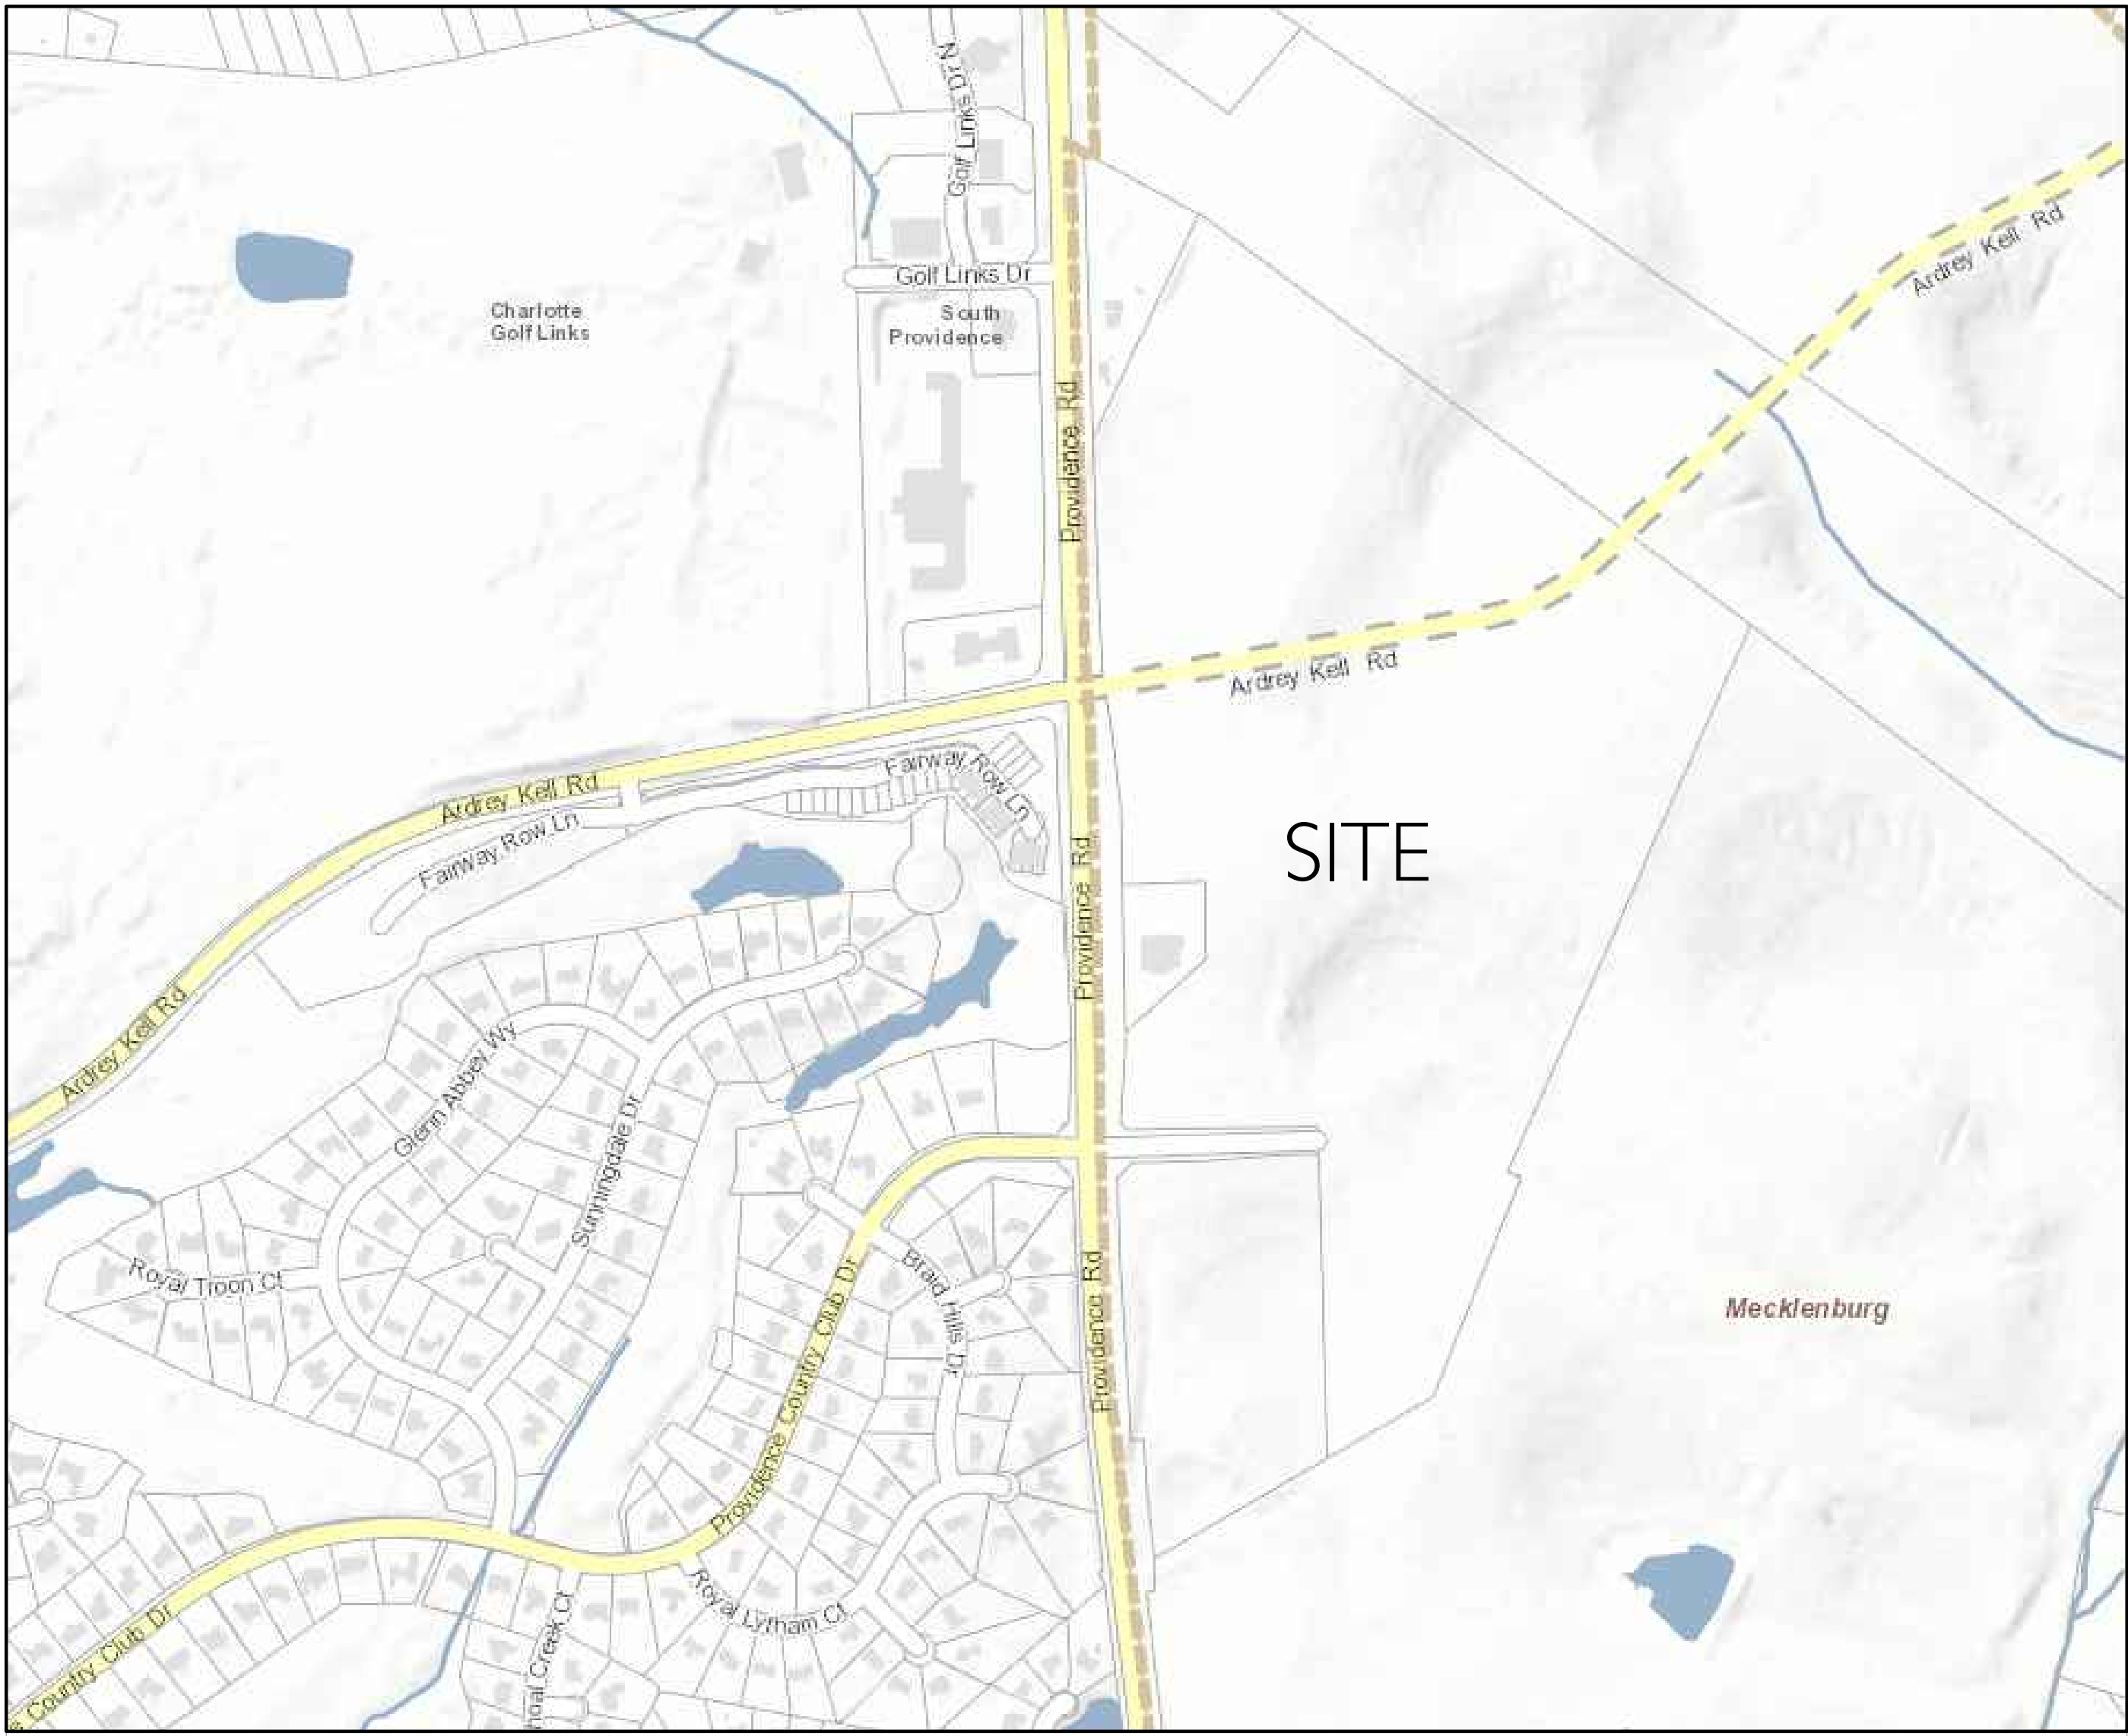 Golf Links Dr N
Ardrey Kell Rd
Golf Links Dr
Charlotte
Golf Links
South
Providence
Providence Rd
Ardrey Kell Rd
Fairway Row Ln
Ardrey Kell Rd
Fairway Row Ln
SITE
Providence Rd
Ardrey Kell Rd
Glenn Abbey Wy
Sunningdale Dr
Royal Troon Ct
Braid Hills Dr
Providence Rd
Mecklenburg
Providence Country Club Dr
Royal Lytham Ct
Country Club Dr
Creek Ct